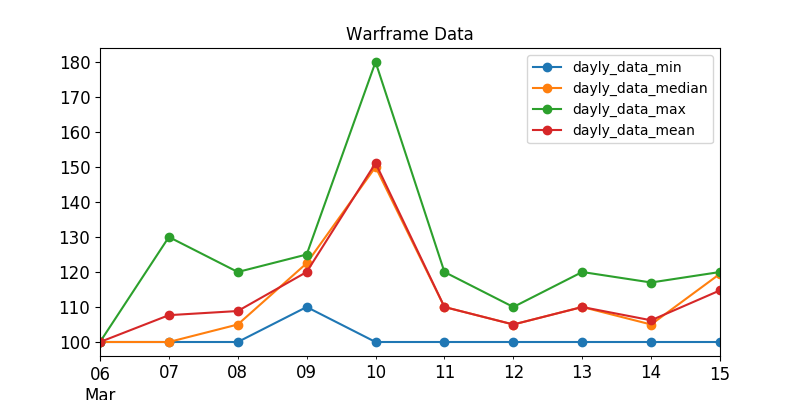 Warframe Data
180
170
160
150
140
130
120
110
100
dayly_data_min
dayly_data_median
dayly_data_max
dayly_data_mean
06 07 08 09 10 11 12 13 14 15
Mar